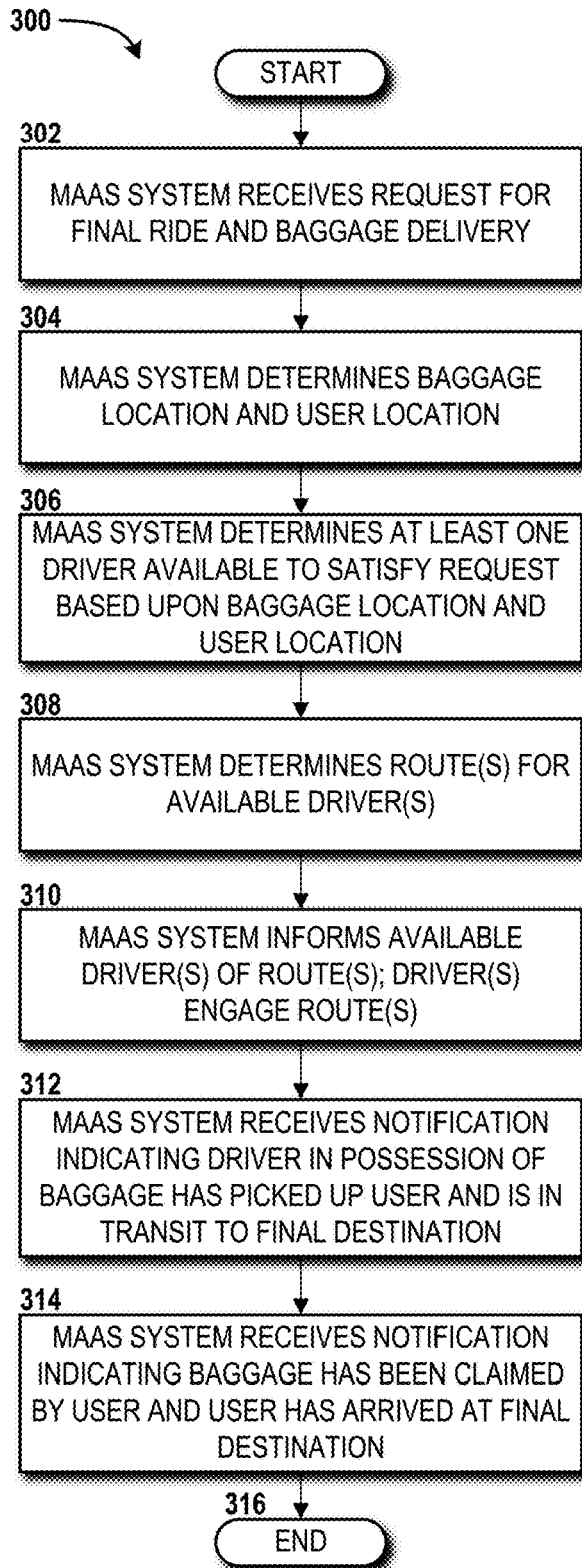 300
START
302
MAAS SYSTEM RECEIVES REQUEST FOR
FINAL RIDE AND BAGGAGE DELIVERY
304
MAAS SYSTEM DETERMINES BAGGAGE
LOCATION AND USER LOCATION
306
MAAS SYSTEM DETERMINES AT LEAST ONE
DRIVER AVAILABLE TO SATISFY REQUEST
BASED UPON BAGGAGE LOCATION AND
USER LOCATION
308
MAAS SYSTEM DETERMINES ROUTE(S) FOR
AVAILABLE DRIVER(S)
310
MAAS SYSTEM INFORMS AVAILABLE
DRIVER(S) OF ROUTE(S); DRIVER(S)
ENGAGE ROUTE(S)
312
MAAS SYSTEM RECEIVES NOTIFICATION
INDICATING DRIVER IN POSSESSION OF
BAGGAGE HAS PICKED UP USER AND IS IN
TRANSIT TO FINAL DESTINATION
314
MAAS SYSTEM RECEIVES NOTIFICATION
INDICATING BAGGAGE HAS BEEN CLAIMED
BY USER AND USER HAS ARRIVED AT FINAL
DESTINATION
316
END